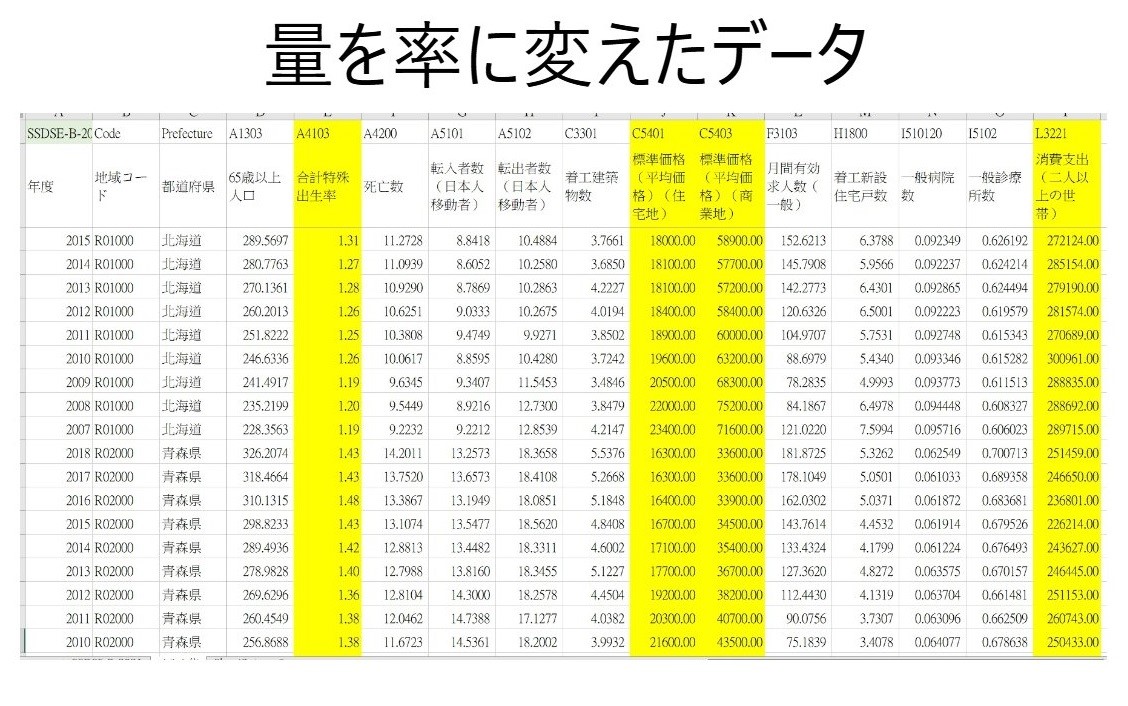 量を率に変えたデータ
SSDSE-B-20 Code Prefecture A1303 A4103 A4200 A5101 A5102 C3301 C5401 C5403 F3103 H1800 I510120 I5102 L3221
年度 地域コード 都道府県 65歳以上人口 合計特殊出生率 死亡数 転入者数（日本人移動者） 転出者数（日本人移動者） 着工建築物数 標準価格（平均価格）（住宅地） 標準価格（平均価格）（商業地） 月間有効求人数（一般） 着工新設住宅戸数 一般病院数 一般診療所数 消費支出（二人以上の世帯）
2015 R01000 北海道 289.5697 1.31 11.2728 8.8418 10.4884 3.7661 18000.00 58900.00 152.6213 6.3788 0.092349 0.626192 272124.00
2014 R01000 北海道 280.7763 1.27 11.0939 8.6052 10.2580 3.6850 18100.00 57700.00 145.7908 5.9566 0.092237 0.624214 285154.00
2013 R01000 北海道 270.1361 1.28 10.9290 8.7869 10.2863 4.2227 18100.00 57200.00 142.2773 6.4301 0.092865 0.624494 279190.00
2012 R01000 北海道 260.2013 1.26 10.6251 9.0333 10.2675 4.0194 18400.00 58400.00 120.6326 6.5001 0.092223 0.619579 281574.00
2011 R01000 北海道 251.8222 1.25 10.3808 9.4749 9.9271 3.8502 18900.00 60000.00 104.9707 5.7531 0.092748 0.615343 270689.00
2010 R01000 北海道 246.6336 1.26 10.0617 8.8595 10.4280 3.7242 19600.00 63200.00 88.6979 5.4340 0.093346 0.615282 300961.00
2009 R01000 北海道 241.4917 1.19 9.6345 9.3407 11.5453 3.4846 20500.00 68300.00 78.2835 4.9993 0.093773 0.611513 288835.00
2008 R01000 北海道 235.2199 1.20 9.5449 8.9216 12.7300 3.8479 22000.00 75200.00 84.1867 6.4978 0.094448 0.608327 288692.00
2007 R01000 北海道 228.3563 1.19 9.2232 9.2212 12.8539 4.2147 23400.00 71600.00 121.0220 7.5994 0.095716 0.606023 289715.00
2018 R02000 青森県 326.2074 1.43 14.2011 13.2573 18.3658 5.5376 16300.00 33600.00 181.8725 5.3262 0.062549 0.700713 251459.00
2017 R02000 青森県 318.4664 1.43 13.7520 13.6573 18.4108 5.2668 16300.00 33600.00 178.1049 5.0501 0.061033 0.689358 246650.00
2016 R02000 青森県 310.1315 1.48 13.3867 13.1949 18.0851 5.1848 16400.00 33900.00 162.0302 5.0371 0.061872 0.683681 236801.00
2015 R02000 青森県 298.8233 1.43 13.1074 13.5477 18.5620 4.8408 16700.00 34500.00 143.7614 4.4532 0.061914 0.679526 226214.00
2014 R02000 青森県 289.4936 1.42 12.8813 13.4482 18.3311 4.6002 17100.00 35400.00 133.4324 4.1799 0.061224 0.676493 243627.00
2013 R02000 青森県 278.9828 1.40 12.7988 13.8160 18.3455 5.1227 17700.00 36700.00 127.3620 4.8272 0.063575 0.670157 246445.00
2012 R02000 青森県 269.6296 1.36 12.8104 14.3000 18.2578 4.4504 19200.00 38200.00 112.4430 4.1319 0.063704 0.661481 251153.00
2011 R02000 青森県 260.4549 1.38 12.0462 14.7388 17.1277 4.0382 20300.00 40700.00 90.0756 3.7307 0.063096 0.662509 260743.00
2010 R02000 青森県 256.8688 1.38 11.6723 14.5361 18.2002 3.9932 21600.00 43500.00 75.1839 3.4078 0.064077 0.678638 250433.00